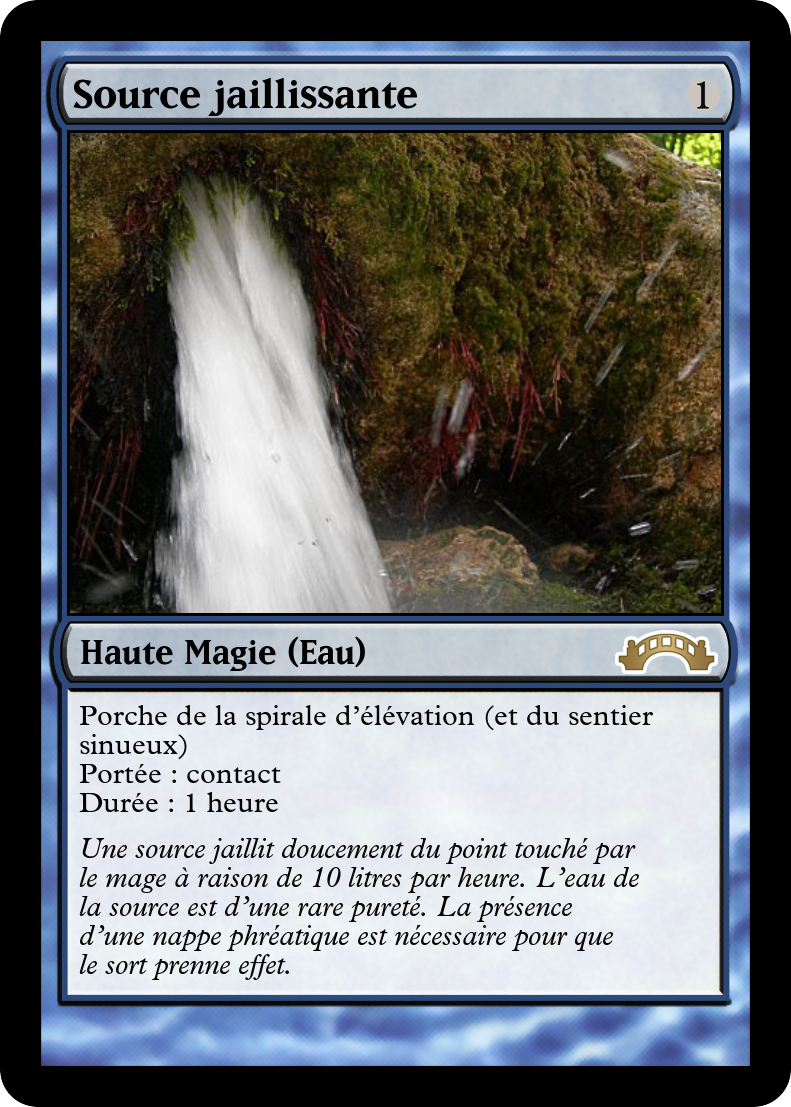 Source jaillissante
1
Haute Magie (Eau)
Porche de la spirale d’élévation (et du sentier
sinueux)
Portée : contact
Durée : 1 heure
Une source jaillit doucement du point touché par
le mage à raison de 10 litres par heure. L’eau de
la source est d’une rare pureté. La présence
d’une nappe phréatique est nécessaire pour que
le sort prenne effet.